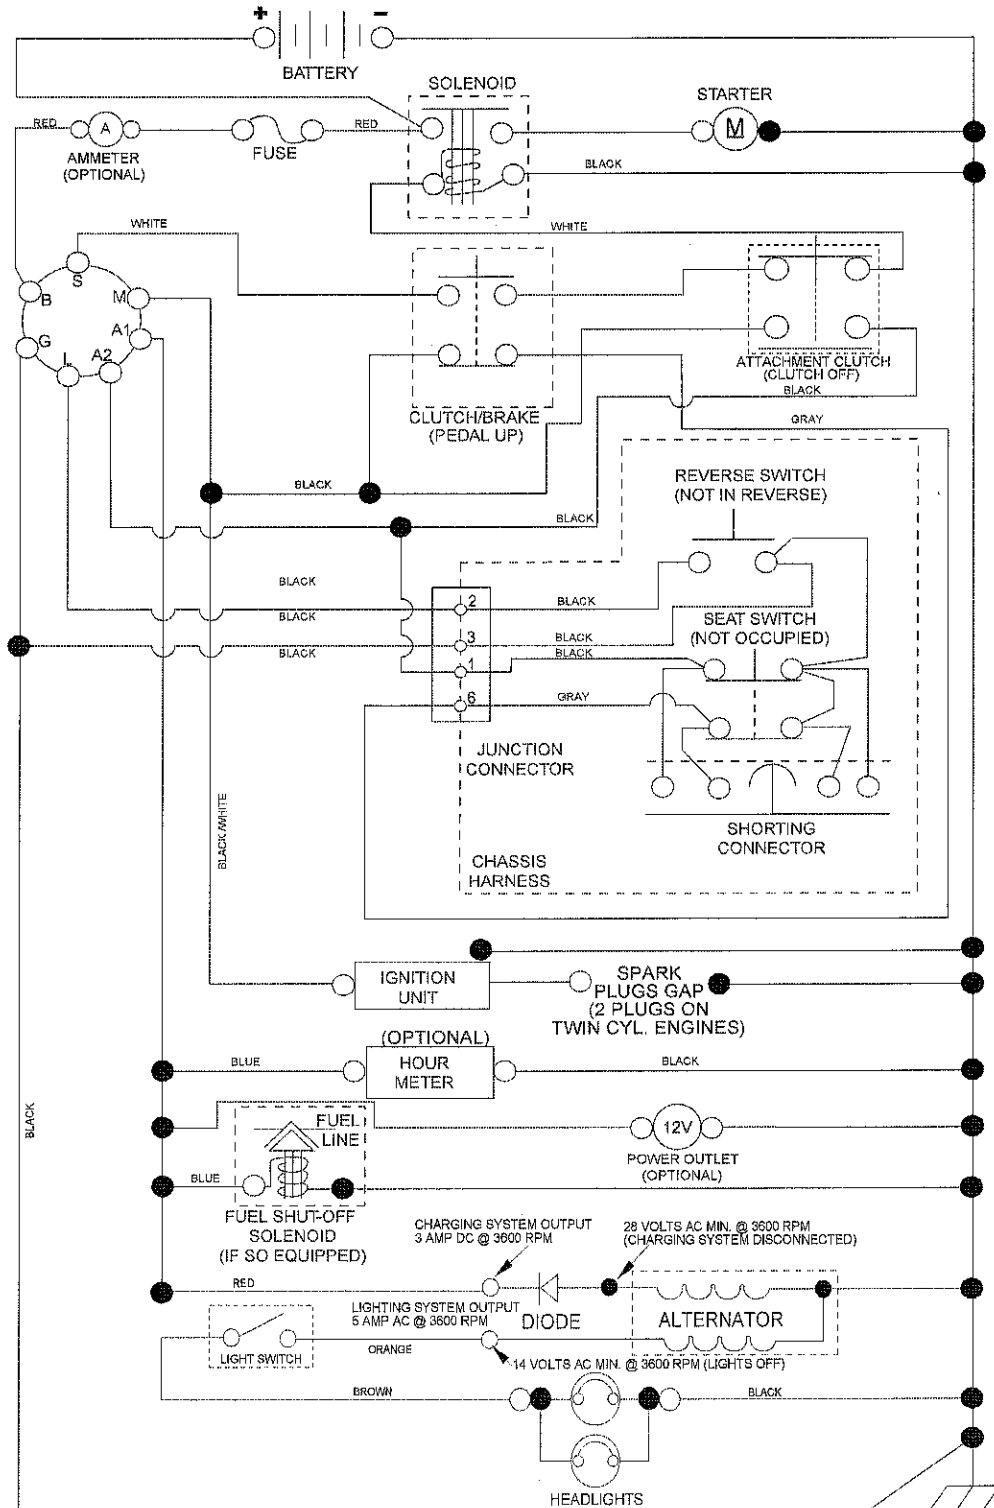 + −
BATTERY
SOLENOID
STARTER
RED
A
RED
M
AMMETER
(OPTIONAL)
FUSE
BLACK
WHITE
WHITE
S
B
M
A1
G
L
A2
ATTACHMENT CLUTCH
(CLUTCH OFF)
BLACK
CLUTCH/BRAKE
(PEDAL UP)
GRAY
REVERSE SWITCH
(NOT IN REVERSE)
BLACK
BLACK
BLACK
2
BLACK
BLACK
SEAT SWITCH
(NOT OCCUPIED)
3
BLACK
BLACK
BLACK
1
6
GRAY
JUNCTION
CONNECTOR
BLACK/WHITE
SHORTING
CONNECTOR
CHASSIS
HARNESS
IGNITION
UNIT
SPARK
PLUGS GAP
(2 PLUGS ON
TWIN CYL. ENGINES)
(OPTIONAL)
BLUE
HOUR
METER
BLACK
BLACK
FUEL
LINE
12V
POWER OUTLET
(OPTIONAL)
BLUE
FUEL SHUT-OFF
SOLENOID
(IF SO EQUIPPED)
CHARGING SYSTEM OUTPUT
3 AMP DC @ 3600 RPM
28 VOLTS AC MIN. @ 3600 RPM
(CHARGING SYSTEM DISCONNECTED)
RED
LIGHTING SYSTEM OUTPUT
5 AMP AC @ 3600 RPM
DIODE
ALTERNATOR
LIGHT SWITCH
ORANGE
14 VOLTS AC MIN. @ 3600 RPM (LIGHTS OFF)
BROWN
BLACK
HEADLIGHTS